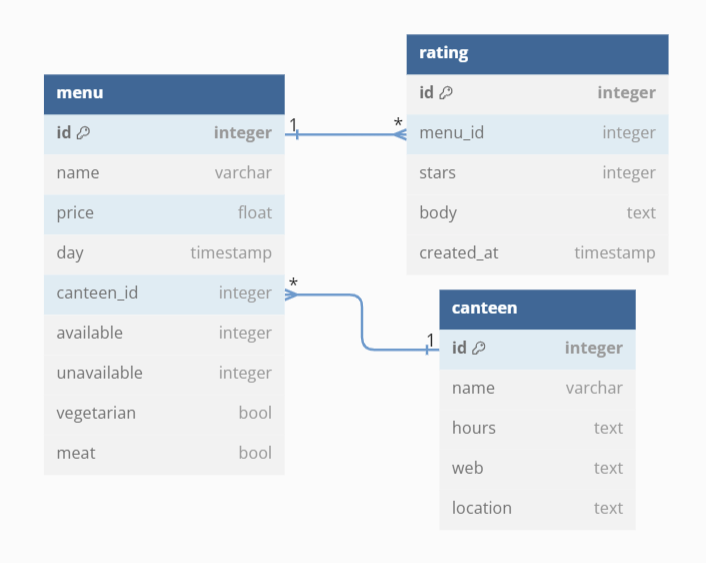 menu
id integer
name varchar
price float
day timestamp
canteen_id integer
available integer
unavailable integer
vegetarian bool
meat bool
1 *
* 1
rating
id integer
menu_id integer
stars integer
body text
created_at timestamp
canteen
id integer
name varchar
hours text
web text
location text